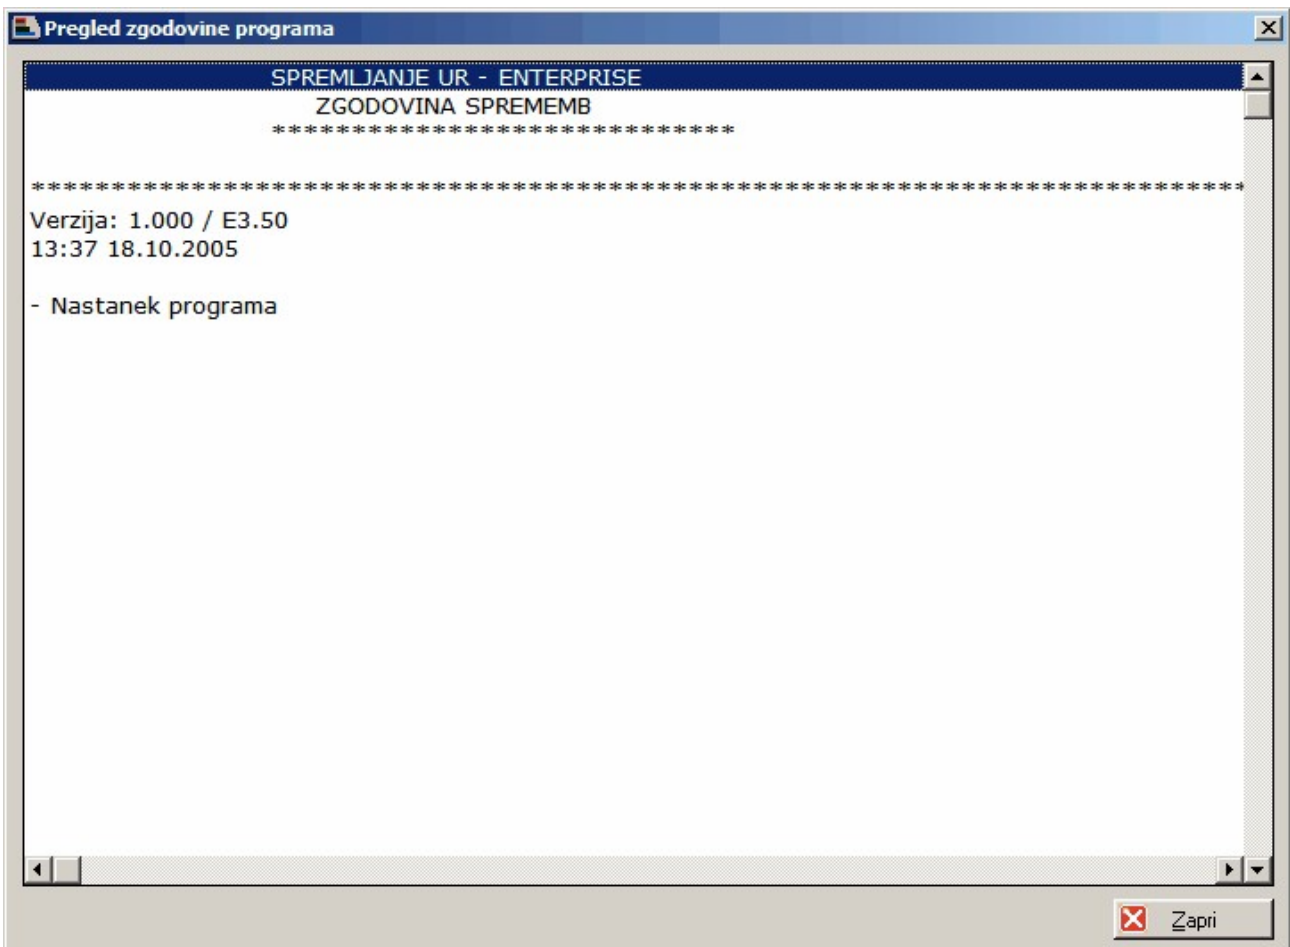 Pregled zgodovine programa
SPREMLJANJE UR - ENTERPRISE
ZGODOVINA SPREMEMB
*****************************
****************************************************************************
Verzija: 1.000 / E3.50
13:37 18.10.2005
- Nastanek programa
Zapri